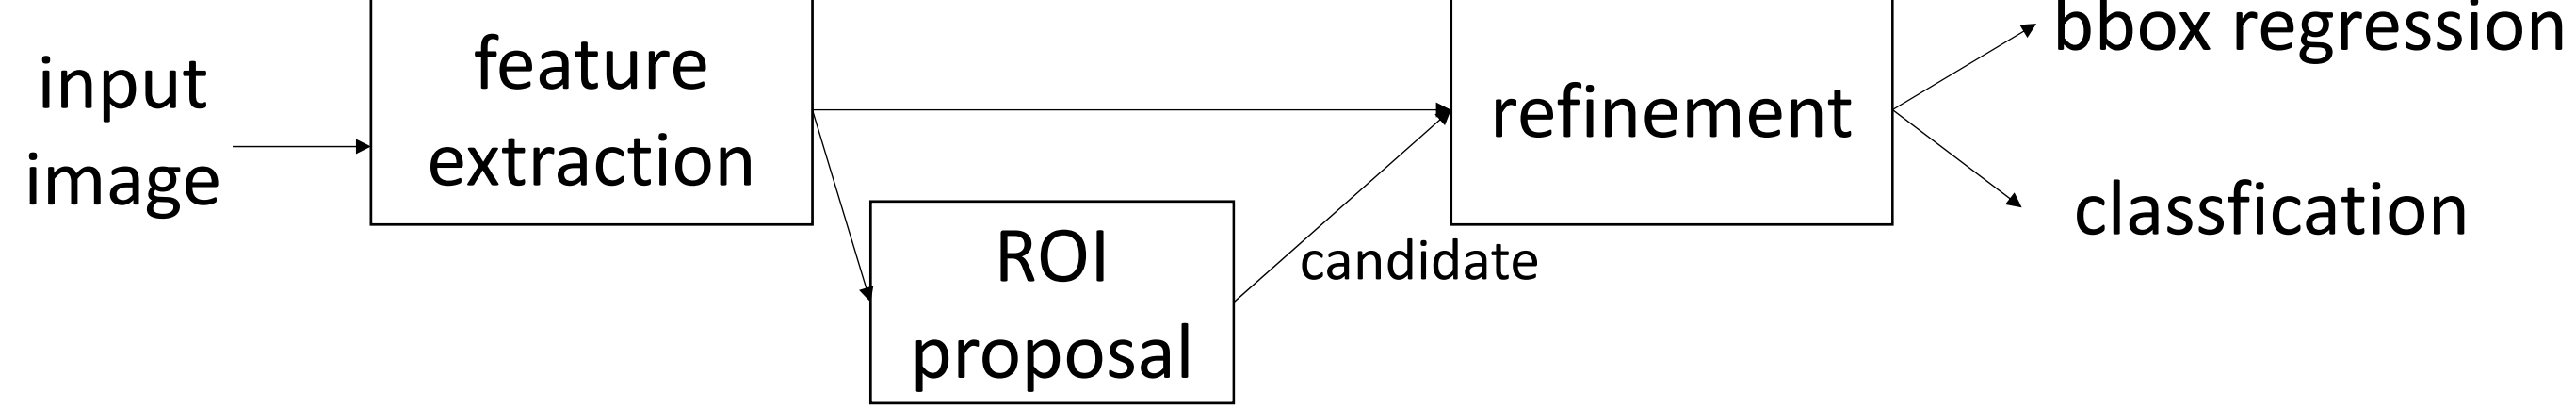 input
image
feature
extraction
ROI
proposal
candidate
refinement
bbox regression
classfication